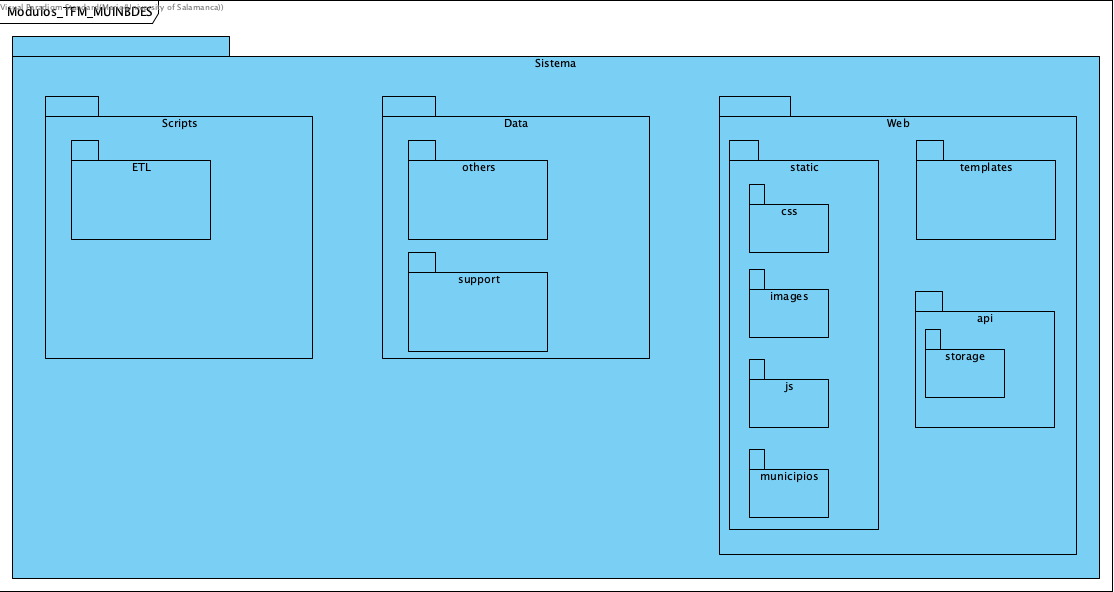 Visual Paradigm Standard(Maria(University of Salamanca))
Modulos_TFM_MUINBDES
Sistema
Scripts
ETL
Data
others
support
Web
static
css
images
js
municipios
templates
api
storage